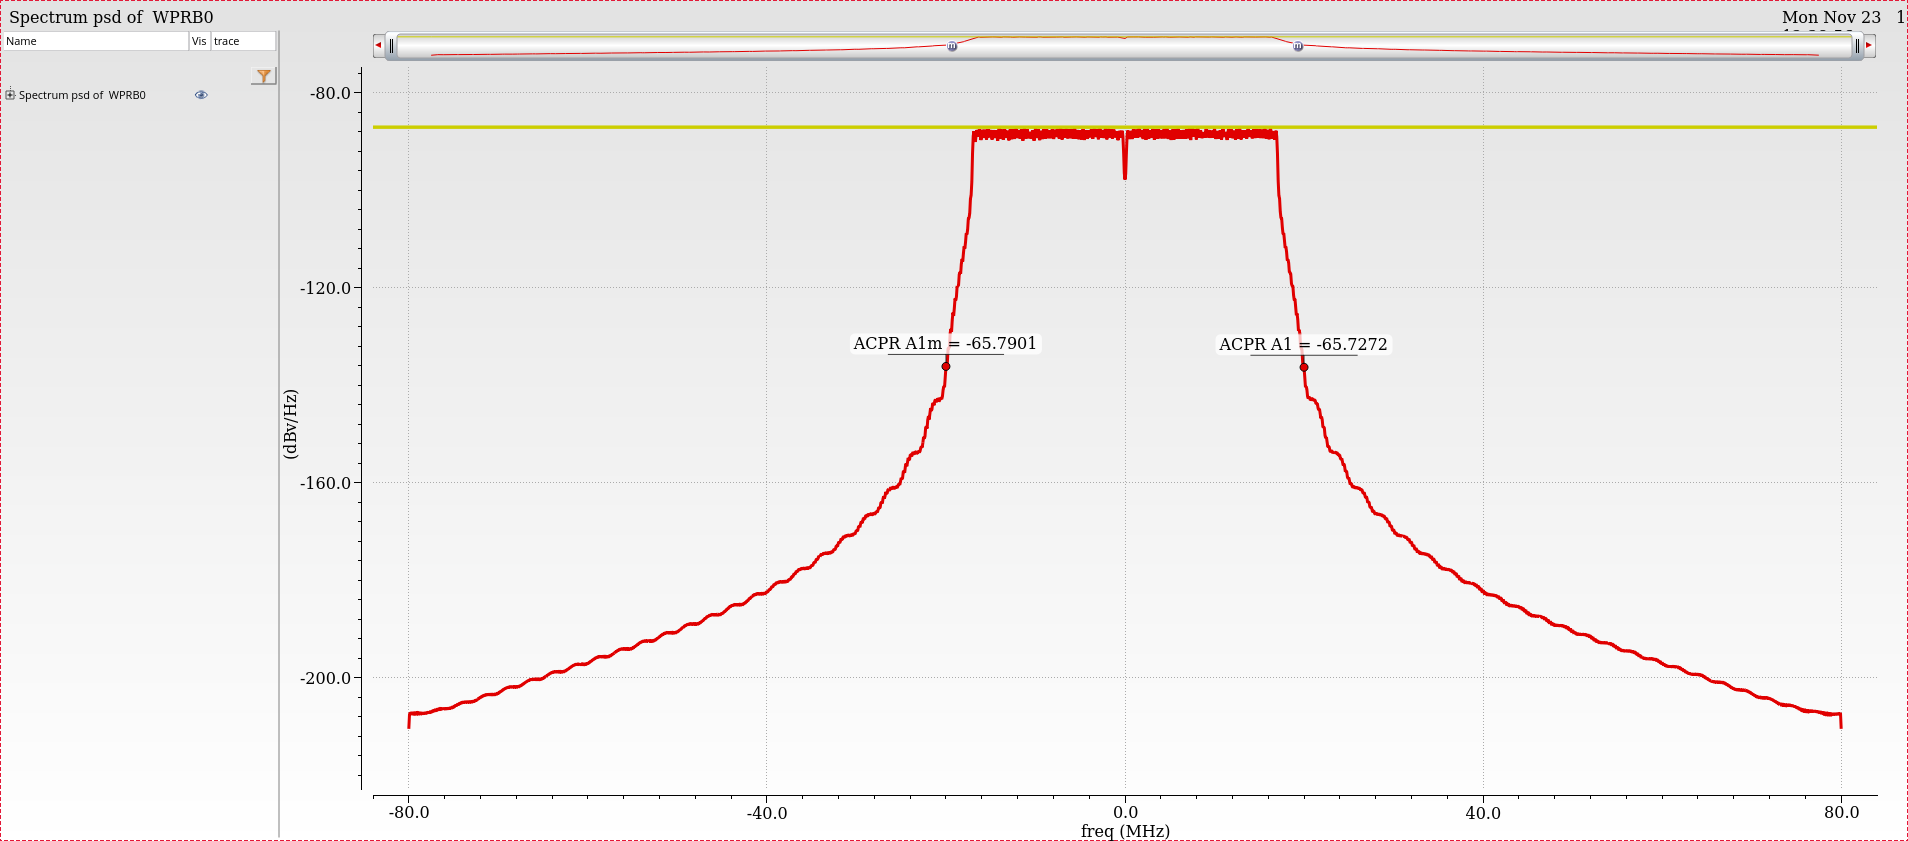 Spectrum psd of  WPRB0
Mon Nov 23  1
Name Vis trace
Spectrum psd of  WPRB0
-80.0
-120.0
ACPR A1m = -65.7901
ACPR A1 = -65.7272
(dBv/Hz)
-160.0
-200.0
-80.0 -40.0 0.0 40.0 80.0
freq (MHz)